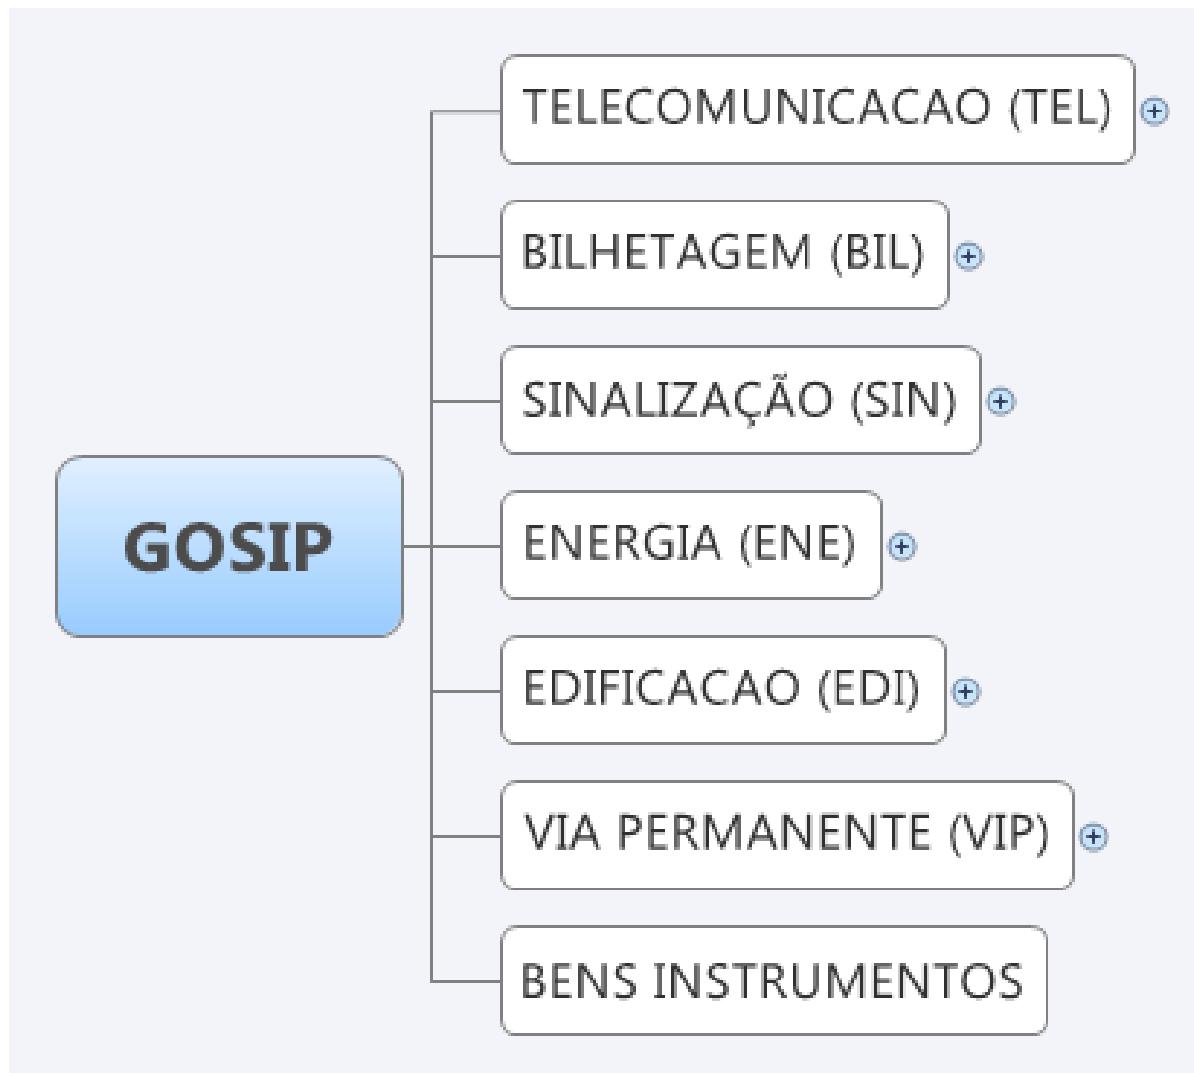 TELECOMUNICACAO (TEL)
BILHETAGEM (BIL)
SINALIZAÇÃO (SIN)
GOSIP
ENERGIA (ENE)
EDIFICACAO (EDI)
VIA PERMANENTE (VIP)
BENS INSTRUMENTOS